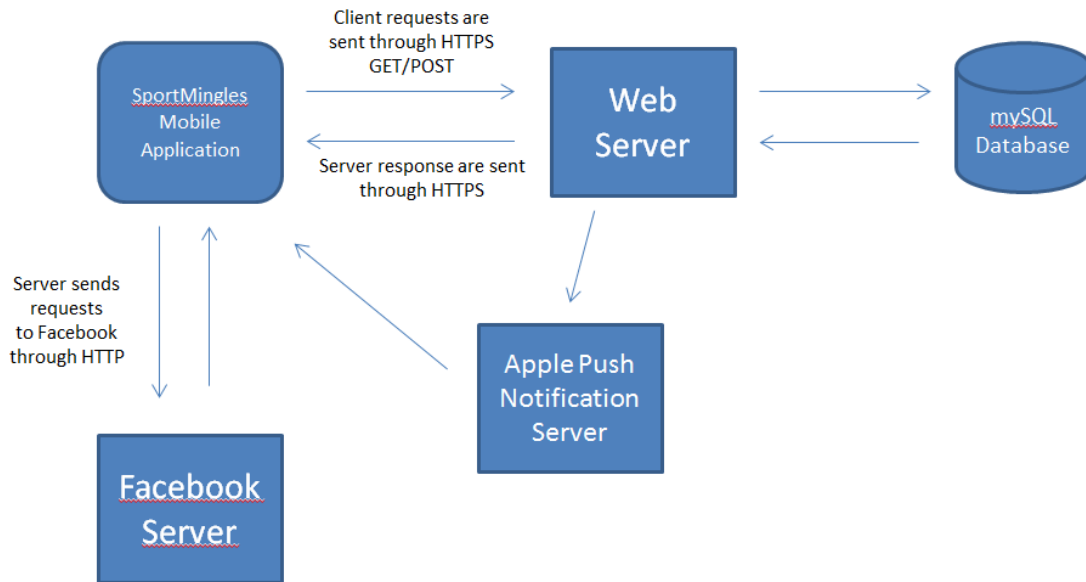 Client requests are
sent through HTTPS
GET/POST
SportMingles
Mobile
Application
Web
Server
mySQL
Database
Server response are sent
through HTTPS
Server sends
requests
to Facebook
through HTTP
Apple Push
Notification
Server
Facebook
Server